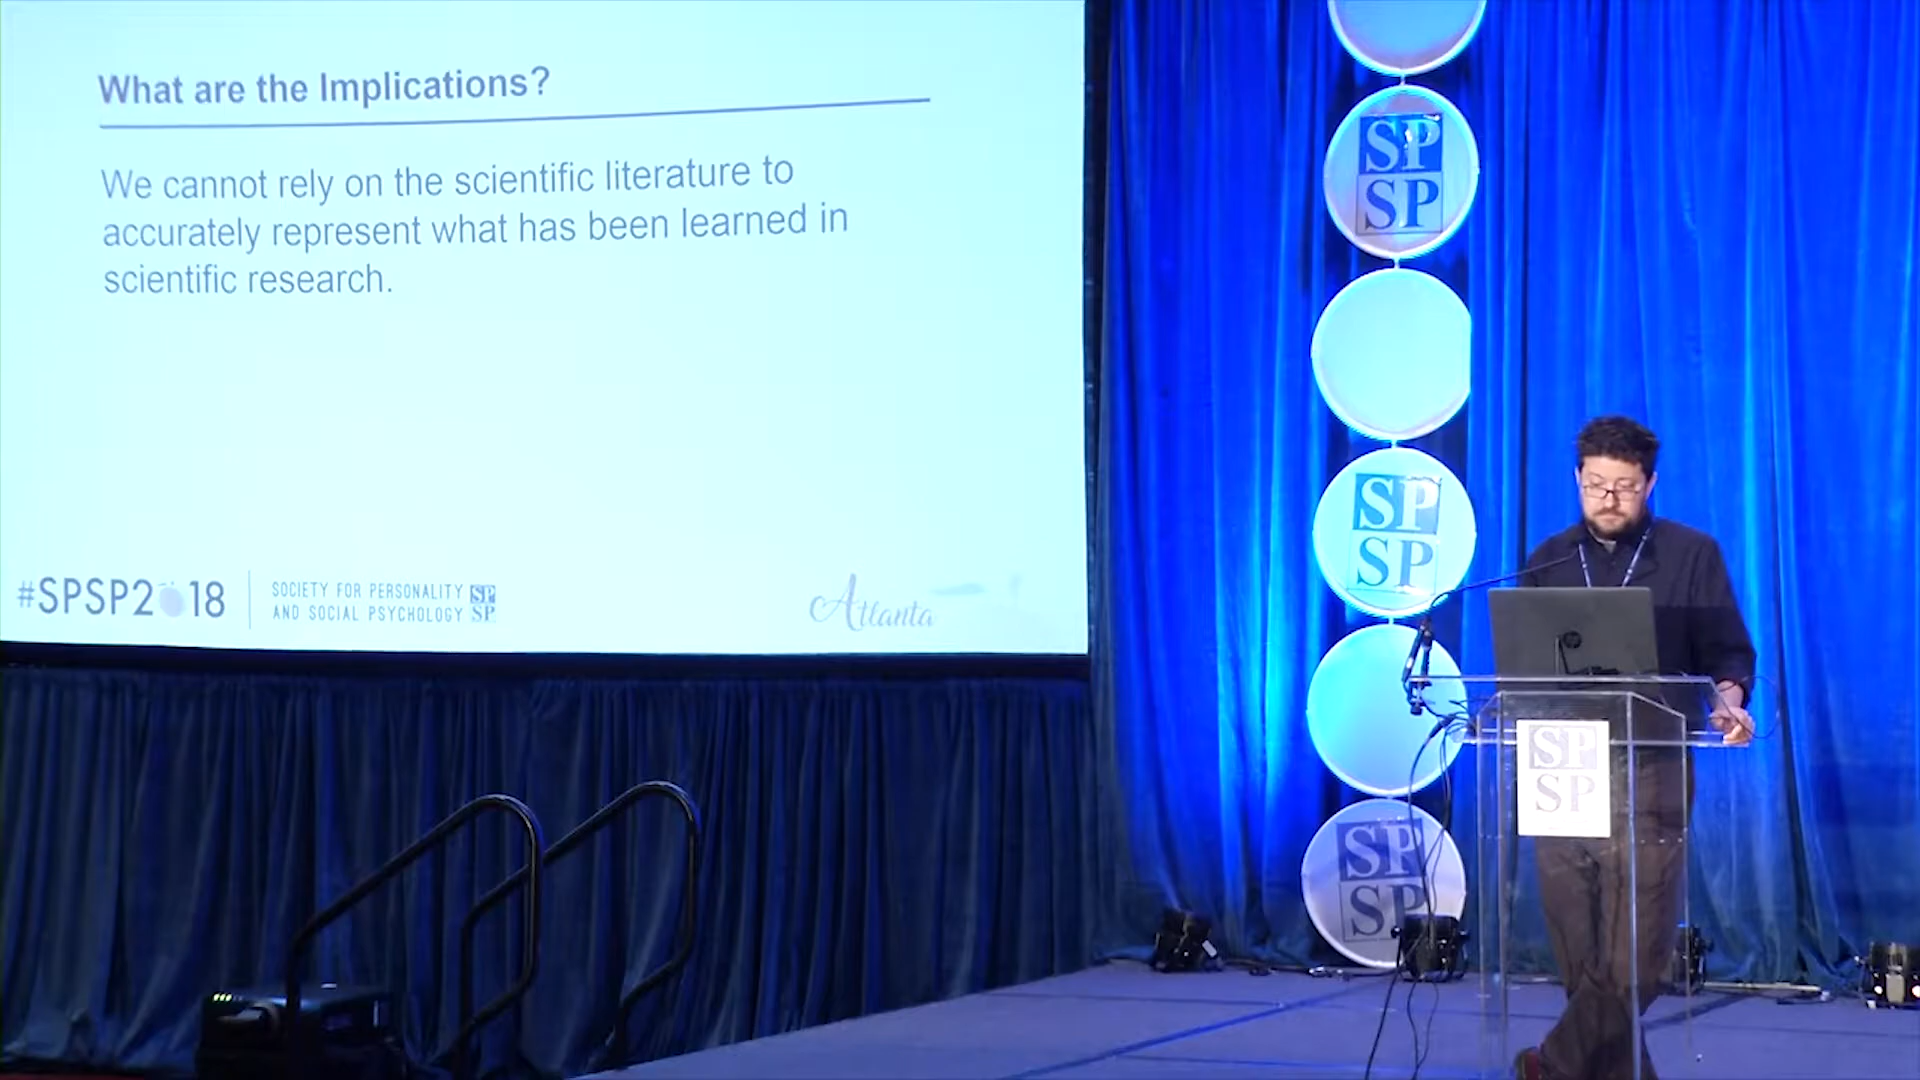 What are the Implications?
We cannot rely on the scientific literature to
accurately represent what has been learned in
scientific research.
#SPSP2018
SOCIETY FOR PERSONALITY
AND SOCIAL PSYCHOLOGY
SP
SP
Atlanta
SP
SP
SP
SP
SP
SP
SP
SP
hp